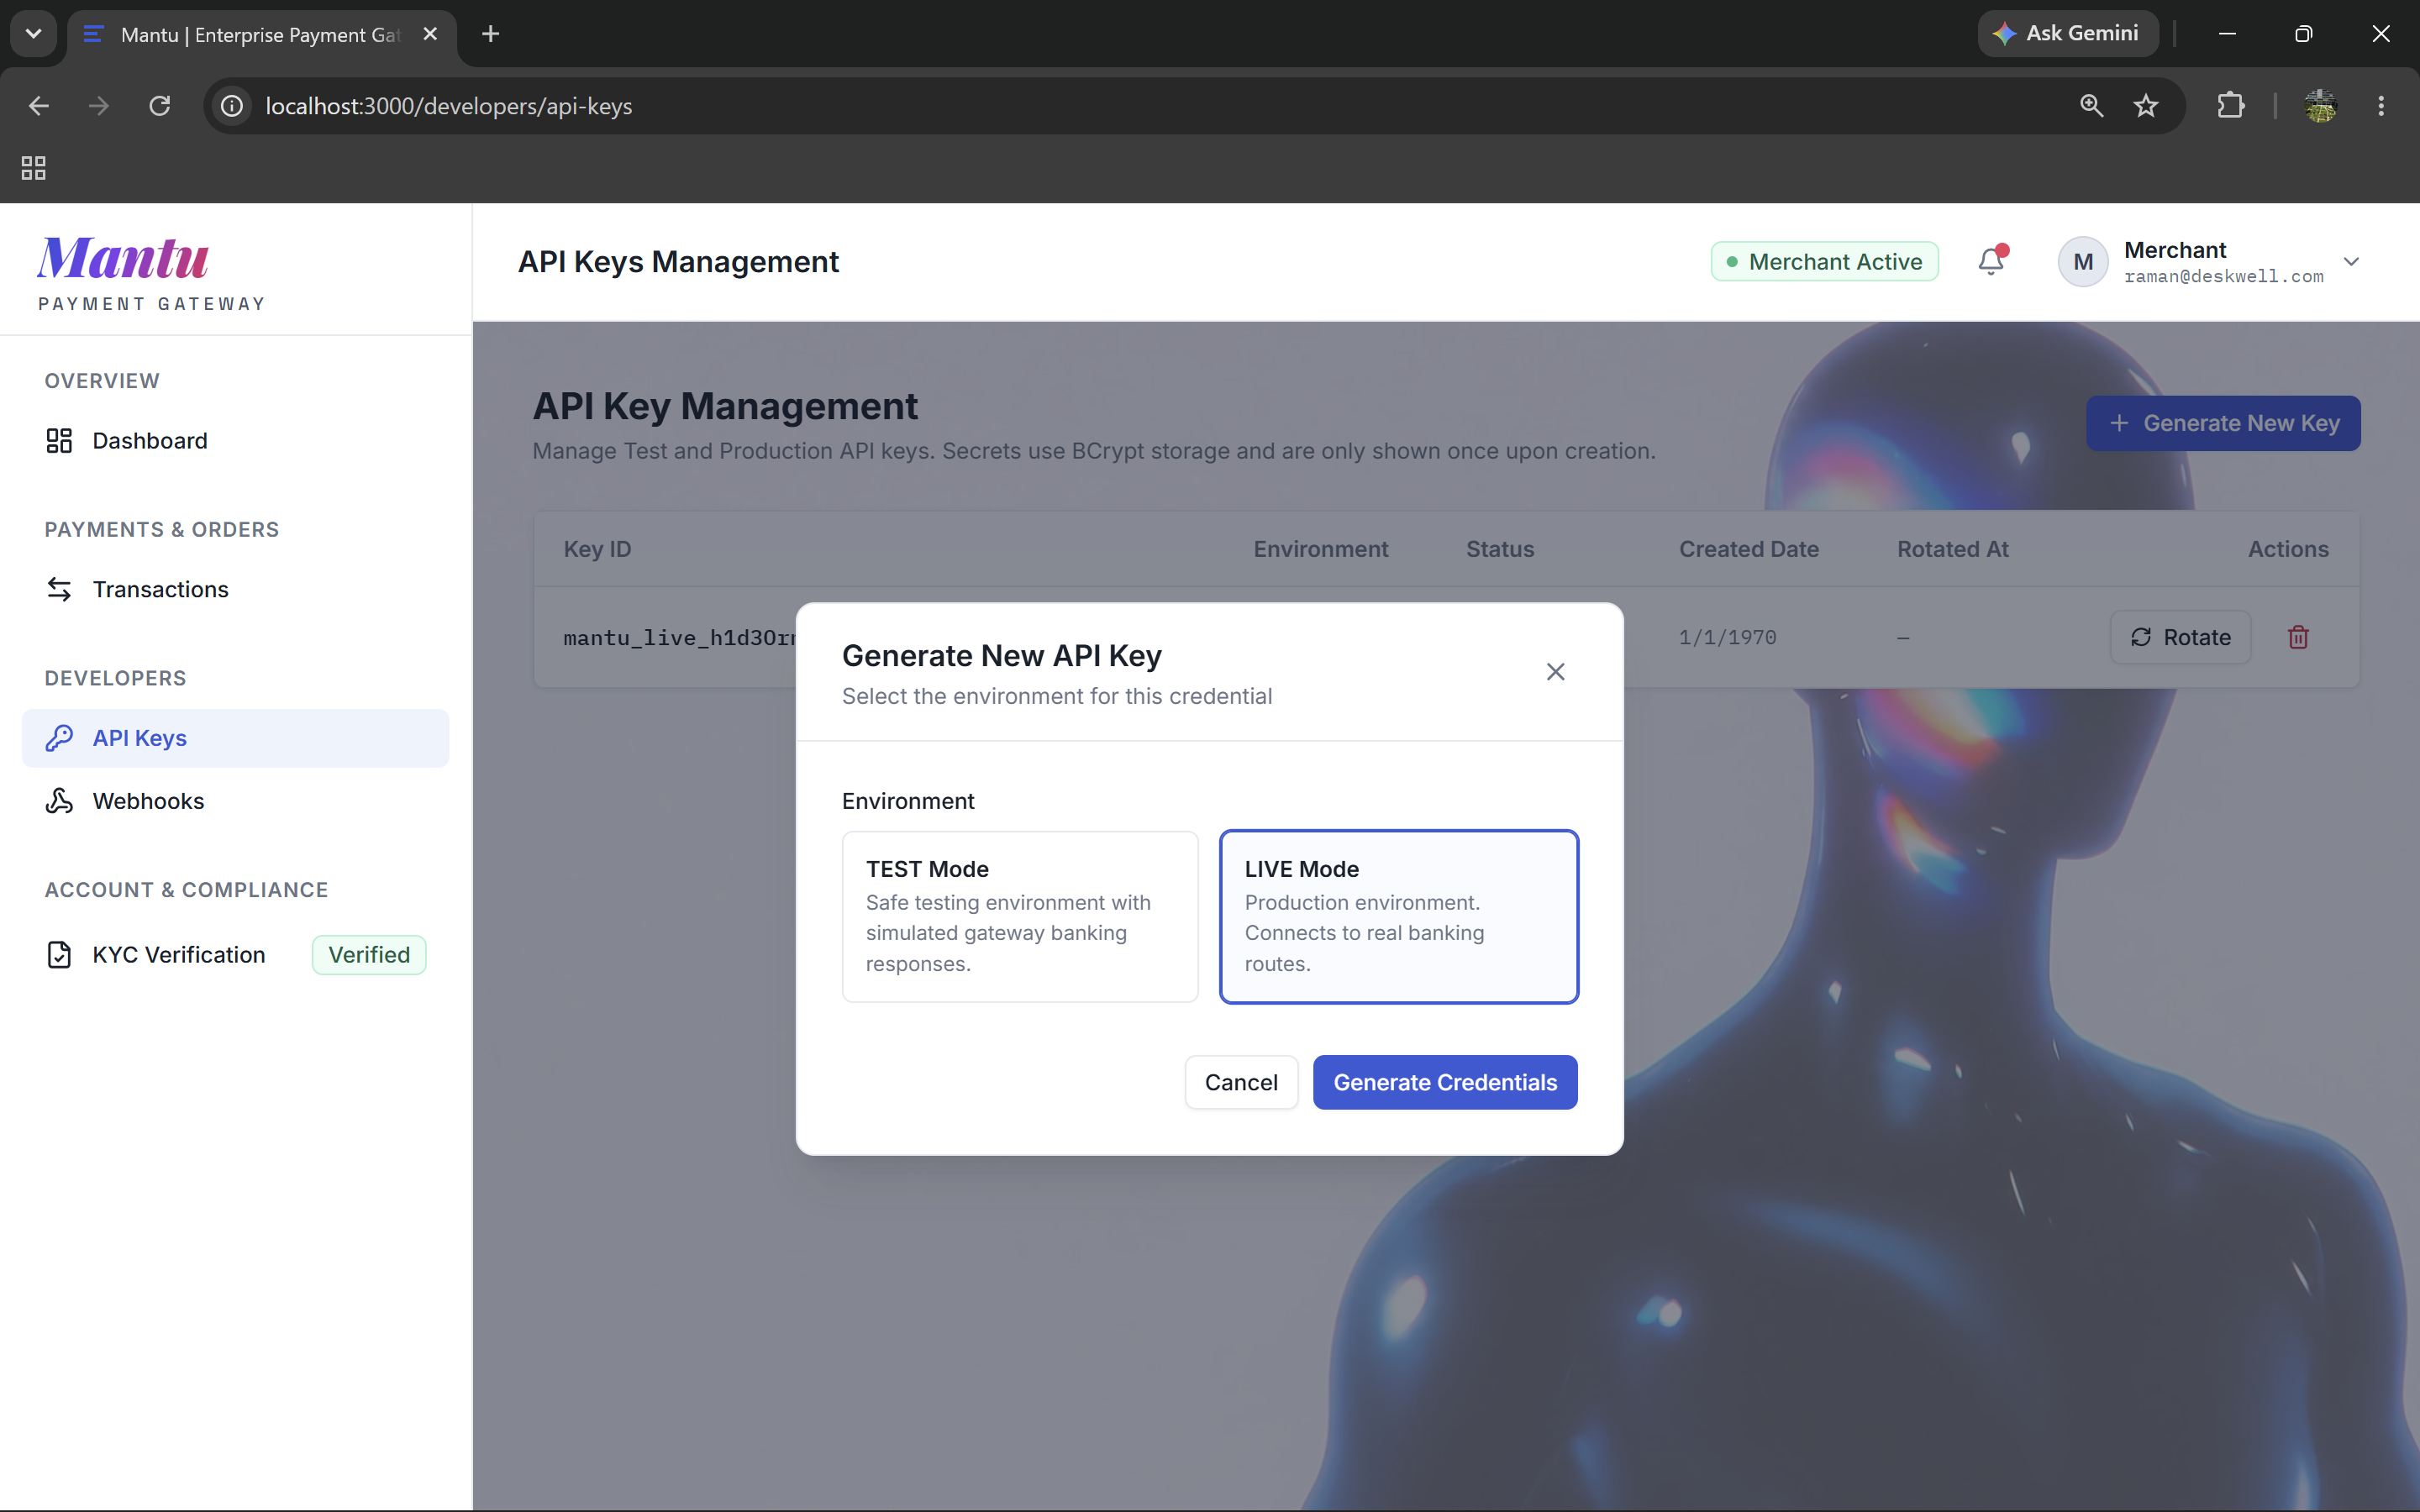 Mantu | Enterprise Payment Gat
Ask Gemini
localhost:3000/developers/api-keys
Mantu
PAYMENT GATEWAY
API Keys Management
Merchant Active
M
Merchant
raman@deskwell.com
OVERVIEW
Dashboard
PAYMENTS & ORDERS
Transactions
DEVELOPERS
API Keys
Webhooks
ACCOUNT & COMPLIANCE
KYC Verification
Verified
API Key Management
Manage Test and Production API keys. Secrets use BCrypt storage and are only shown once upon creation.
Generate New Key
Key ID Environment Status Created Date Rotated At Actions
mantu_live_h1d3Or 1/1/1970 — Rotate
Generate New API Key
Select the environment for this credential
Environment
TEST Mode
Safe testing environment with
simulated gateway banking
responses.
LIVE Mode
Production environment.
Connects to real banking
routes.
Cancel
Generate Credentials